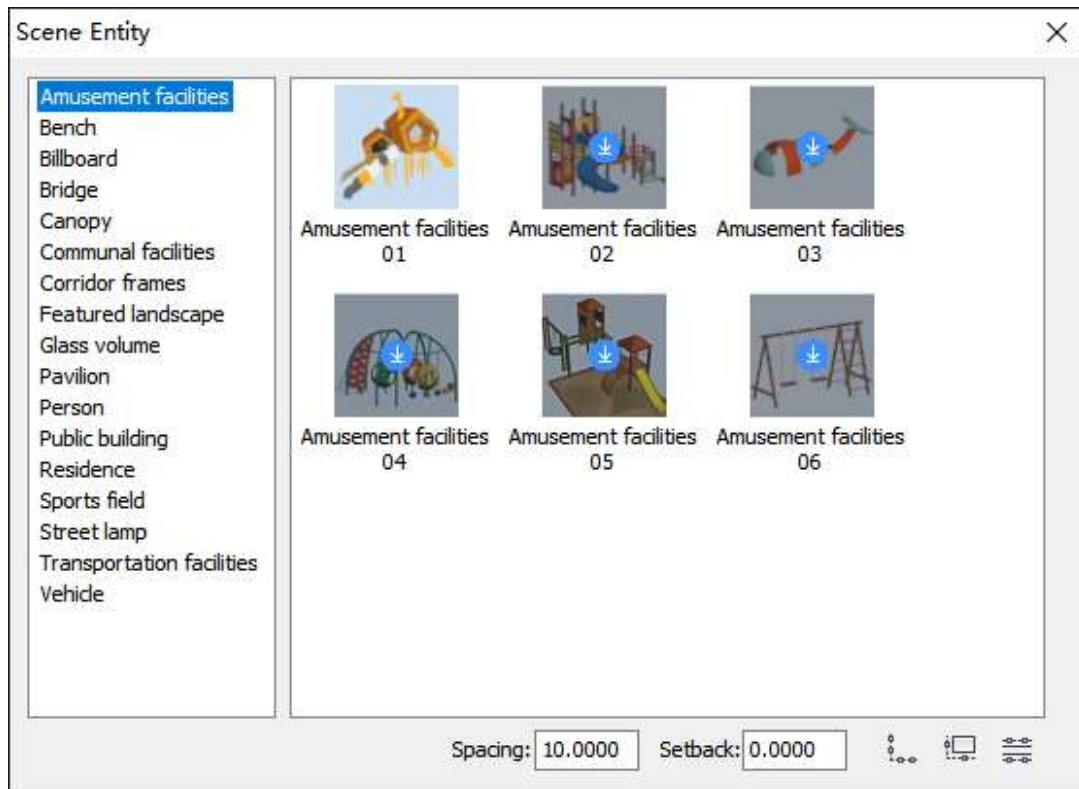 Scene Entity
Amusement facilities
Bench
Billboard
Bridge
Canopy
Communal facilities
Corridor frames
Featured landscape
Glass volume
Pavilion
Person
Public building
Residence
Sports field
Street lamp
Transportation facilities
Vehicle
Amusement facilities
01
Amusement facilities
02
Amusement facilities
03
Amusement facilities
04
Amusement facilities
05
Amusement facilities
06
Spacing: 10.0000 Setback: 0.0000